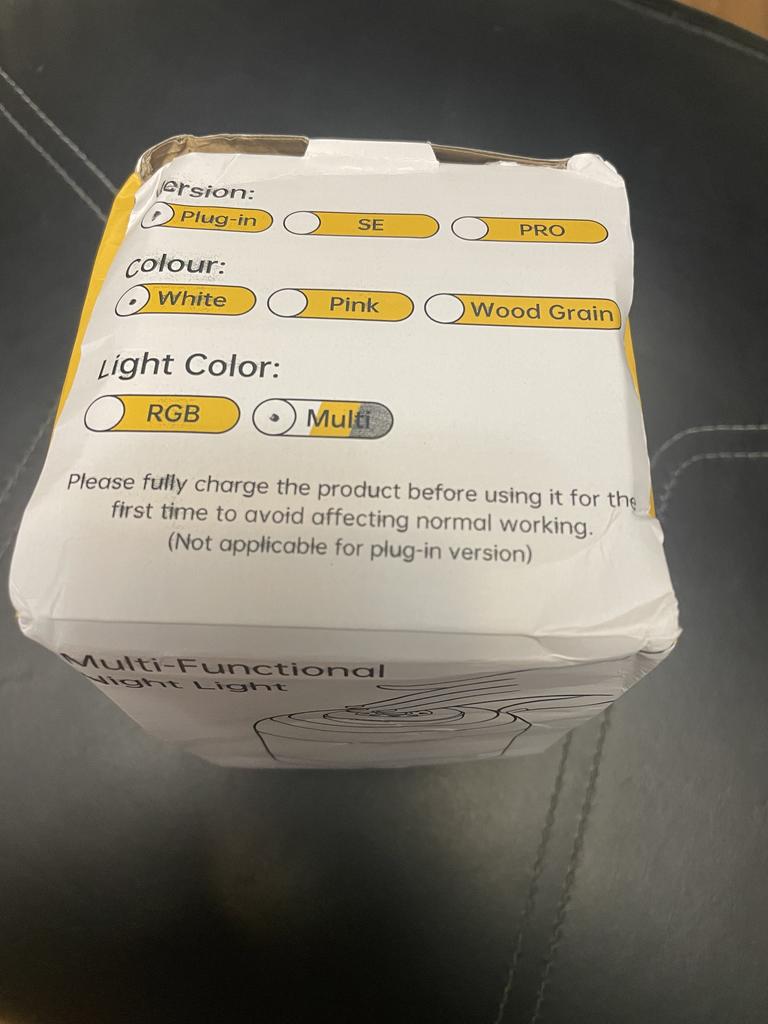 ersion:
Plug-in SE PRO
Colour:
White Pink Wood Grain
Light Color:
RGB Multi
Please fully charge the product before using it for the
first time to avoid affecting normal working.
(Not applicable for plug-in version)
Multi-Functional
Night Light